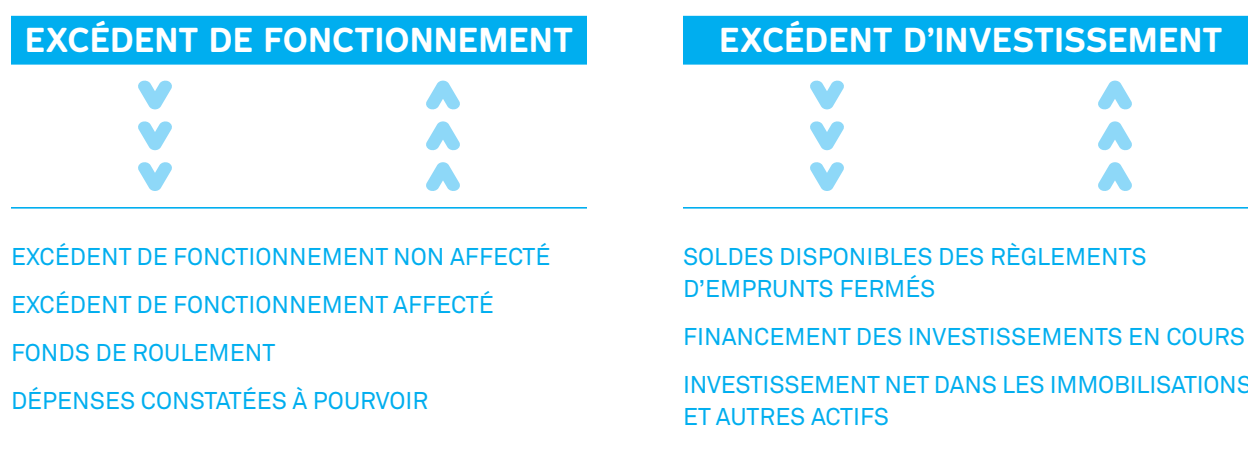 EXCÉDENT DE FONCTIONNEMENT
EXCÉDENT DE FONCTIONNEMENT NON AFFECTÉ
EXCÉDENT DE FONCTIONNEMENT AFFECTÉ
FONDS DE ROULEMENT
DÉPENSES CONSTATÉES À POURVOIR
EXCÉDENT D’INVESTISSEMENT
SOLDES DISPONIBLES DES RÈGLEMENTS
D’EMPRUNTS FERMÉS
FINANCEMENT DES INVESTISSEMENTS EN COURS
INVESTISSEMENT NET DANS LES IMMOBILISATIONS
ET AUTRES ACTIFS